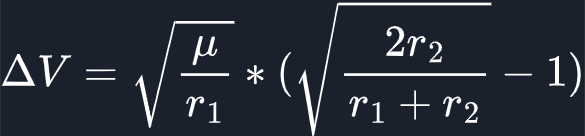 ΔV = √(μ/r₁) * (√(2r₂/(r₁ + r₂)) − 1)